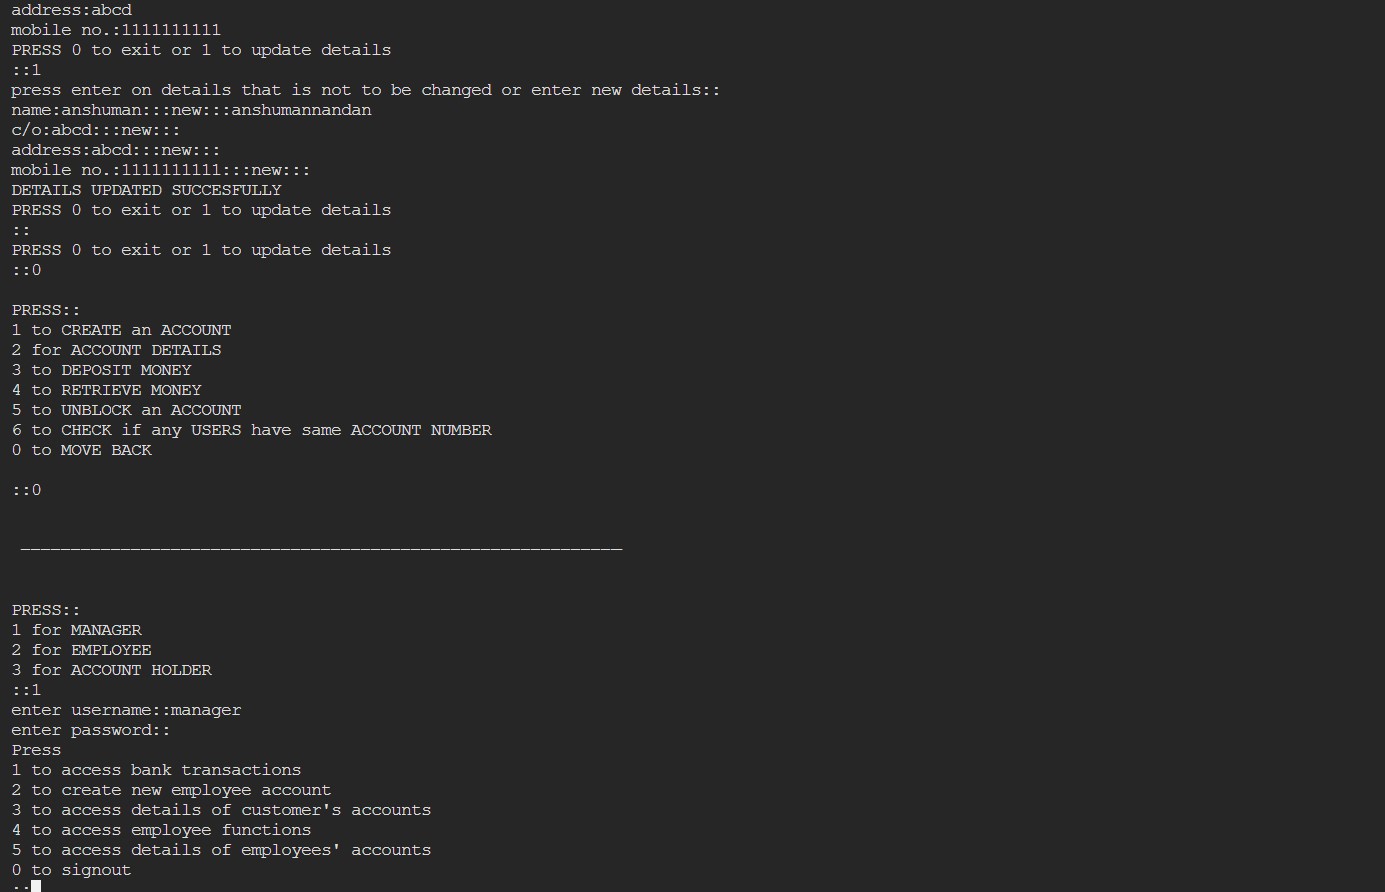 address:abcd
mobile no.:1111111111
PRESS 0 to exit or 1 to update details
::1
press enter on details that is not to be changed or enter new details::
name:anshuman:::new:::anshumannandan
c/o:abcd:::new:::
address:abcd:::new:::
mobile no.:1111111111:::new:::
DETAILS UPDATED SUCCESFULLY
PRESS 0 to exit or 1 to update details
::
PRESS 0 to exit or 1 to update details
::0
PRESS::
1 to CREATE an ACCOUNT
2 for ACCOUNT DETAILS
3 to DEPOSIT MONEY
4 to RETRIEVE MONEY
5 to UNBLOCK an ACCOUNT
6 to CHECK if any USERS have same ACCOUNT NUMBER
0 to MOVE BACK
::0
____________________________________________________________
PRESS::
1 for MANAGER
2 for EMPLOYEE
3 for ACCOUNT HOLDER
::1
enter username::manager
enter password::
Press
1 to access bank transactions
2 to create new employee account
3 to access details of customer's accounts
4 to access employee functions
5 to access details of employees' accounts
0 to signout
::